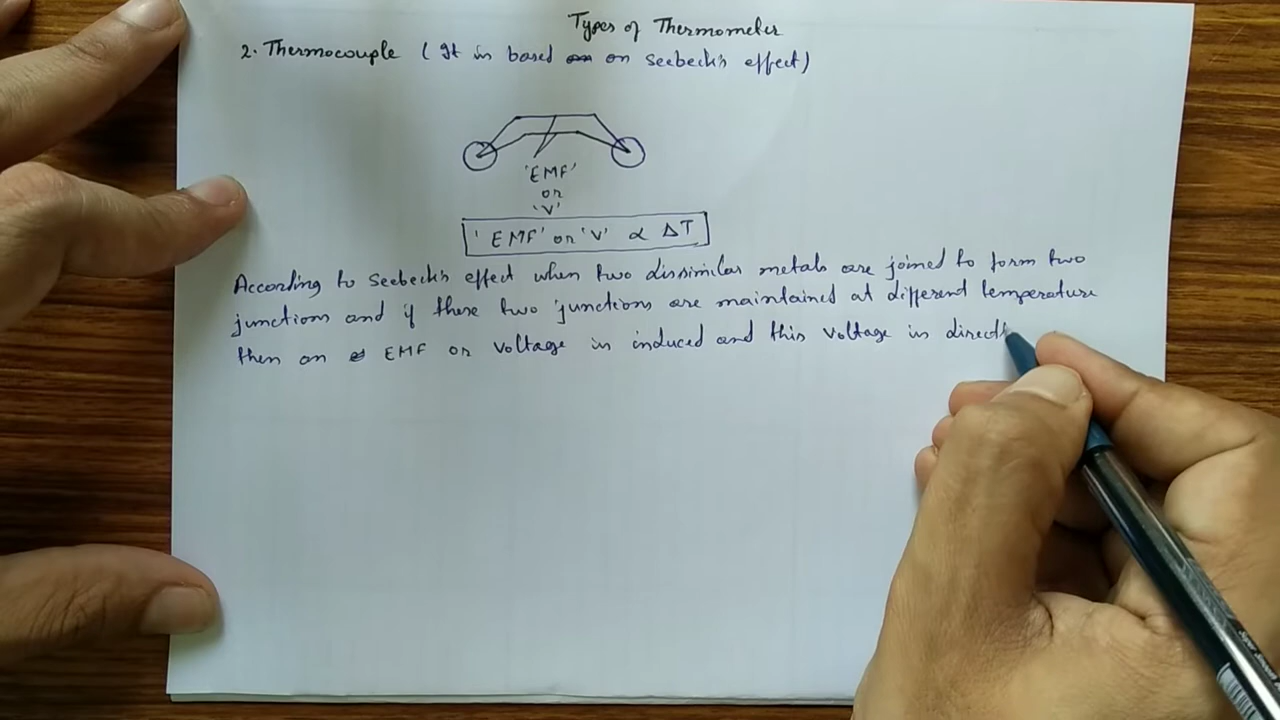 Types of Thermometer
2. Thermocouple ( It is based on seebeck's effect)
'EMF'
or
'V'
'EMF' or 'V' ∝ ΔT
According to seebeck's effect when two dissimilar metals are joined to form two
junctions and if these two junctions are maintained at different temperature
then an EMF or voltage is induced and this voltage is directl